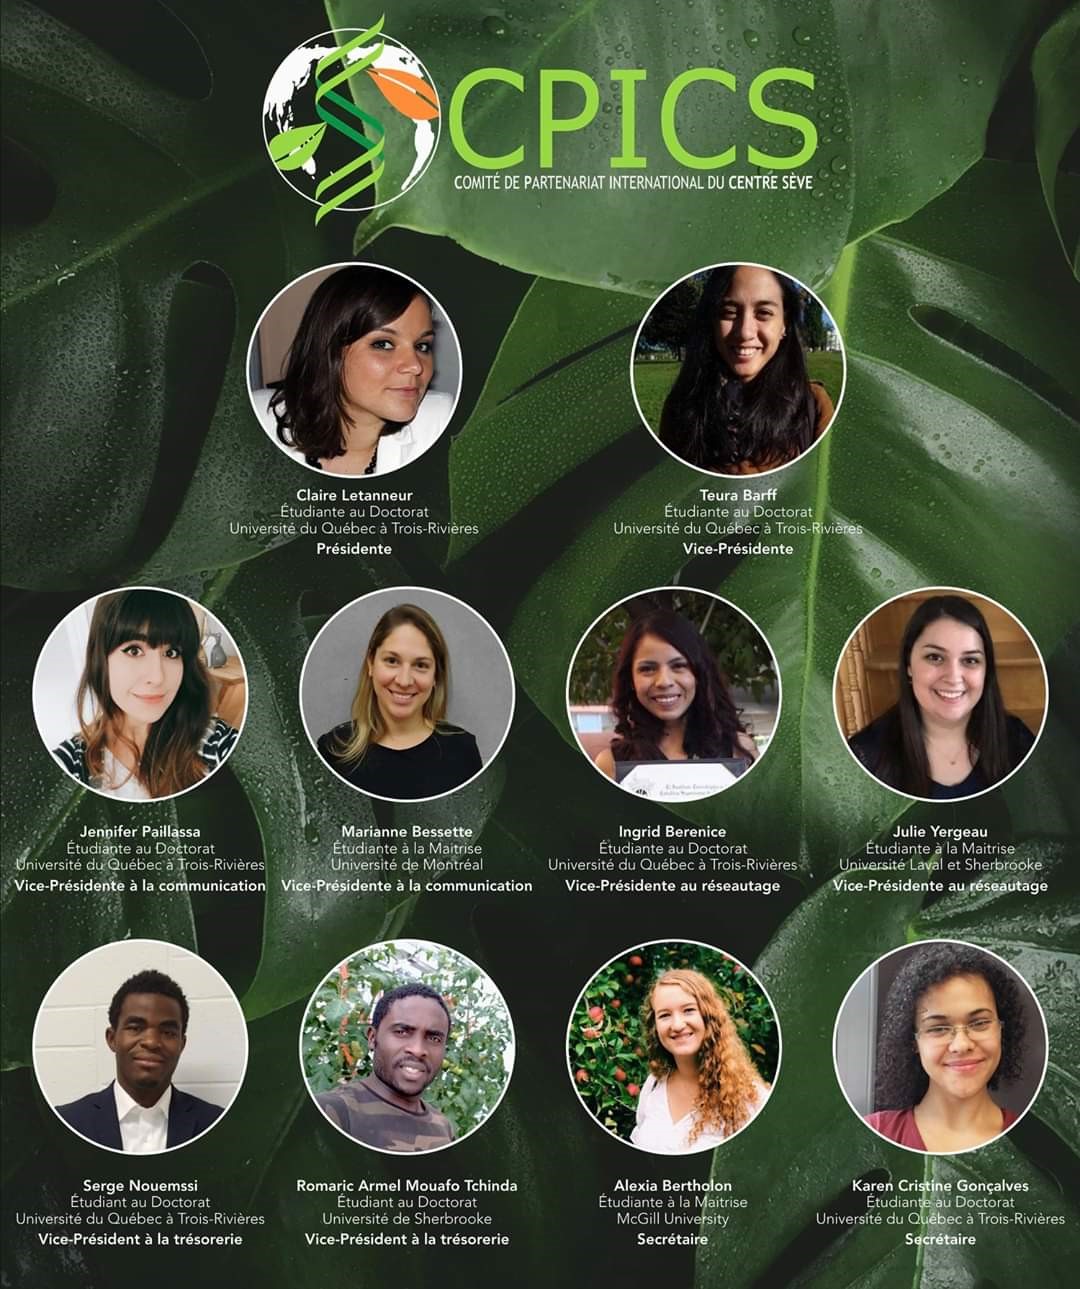 CPICS
COMITÉ DE PARTENARIAT INTERNATIONAL DU CENTRE SÈVE
Claire Letanneur
Étudiante au Doctorat
Université du Québec à Trois-Rivières
Présidente
Teura Barff
Étudiante au Doctorat
Université du Québec à Trois-Rivières
Vice-Présidente
Jennifer Paillassa
Étudiante au Doctorat
Université du Québec à Trois-Rivières
Vice-Présidente à la communication
Marianne Bessette
Étudiante à la Maitrise
Université de Montréal
Vice-Présidente à la communication
Ingrid Berenice
Étudiante au Doctorat
Université du Québec à Trois-Rivières
Vice-Présidente au réseautage
Julie Yergeau
Étudiante à la Maitrise
Université Laval et Sherbrooke
Vice-Présidente au réseautage
Serge Nouemssi
Étudiant au Doctorat
Université du Québec à Trois-Rivières
Vice-Président à la trésorerie
Romaric Armel Mouafo Tchinda
Étudiant au Doctorat
Université de Sherbrooke
Vice-Président à la trésorerie
Alexia Bertholon
Étudiante à la Maitrise
McGill University
Secrétaire
Karen Cristine Gonçalves
Étudiante au Doctorat
Université du Québec à Trois-Rivières
Secrétaire